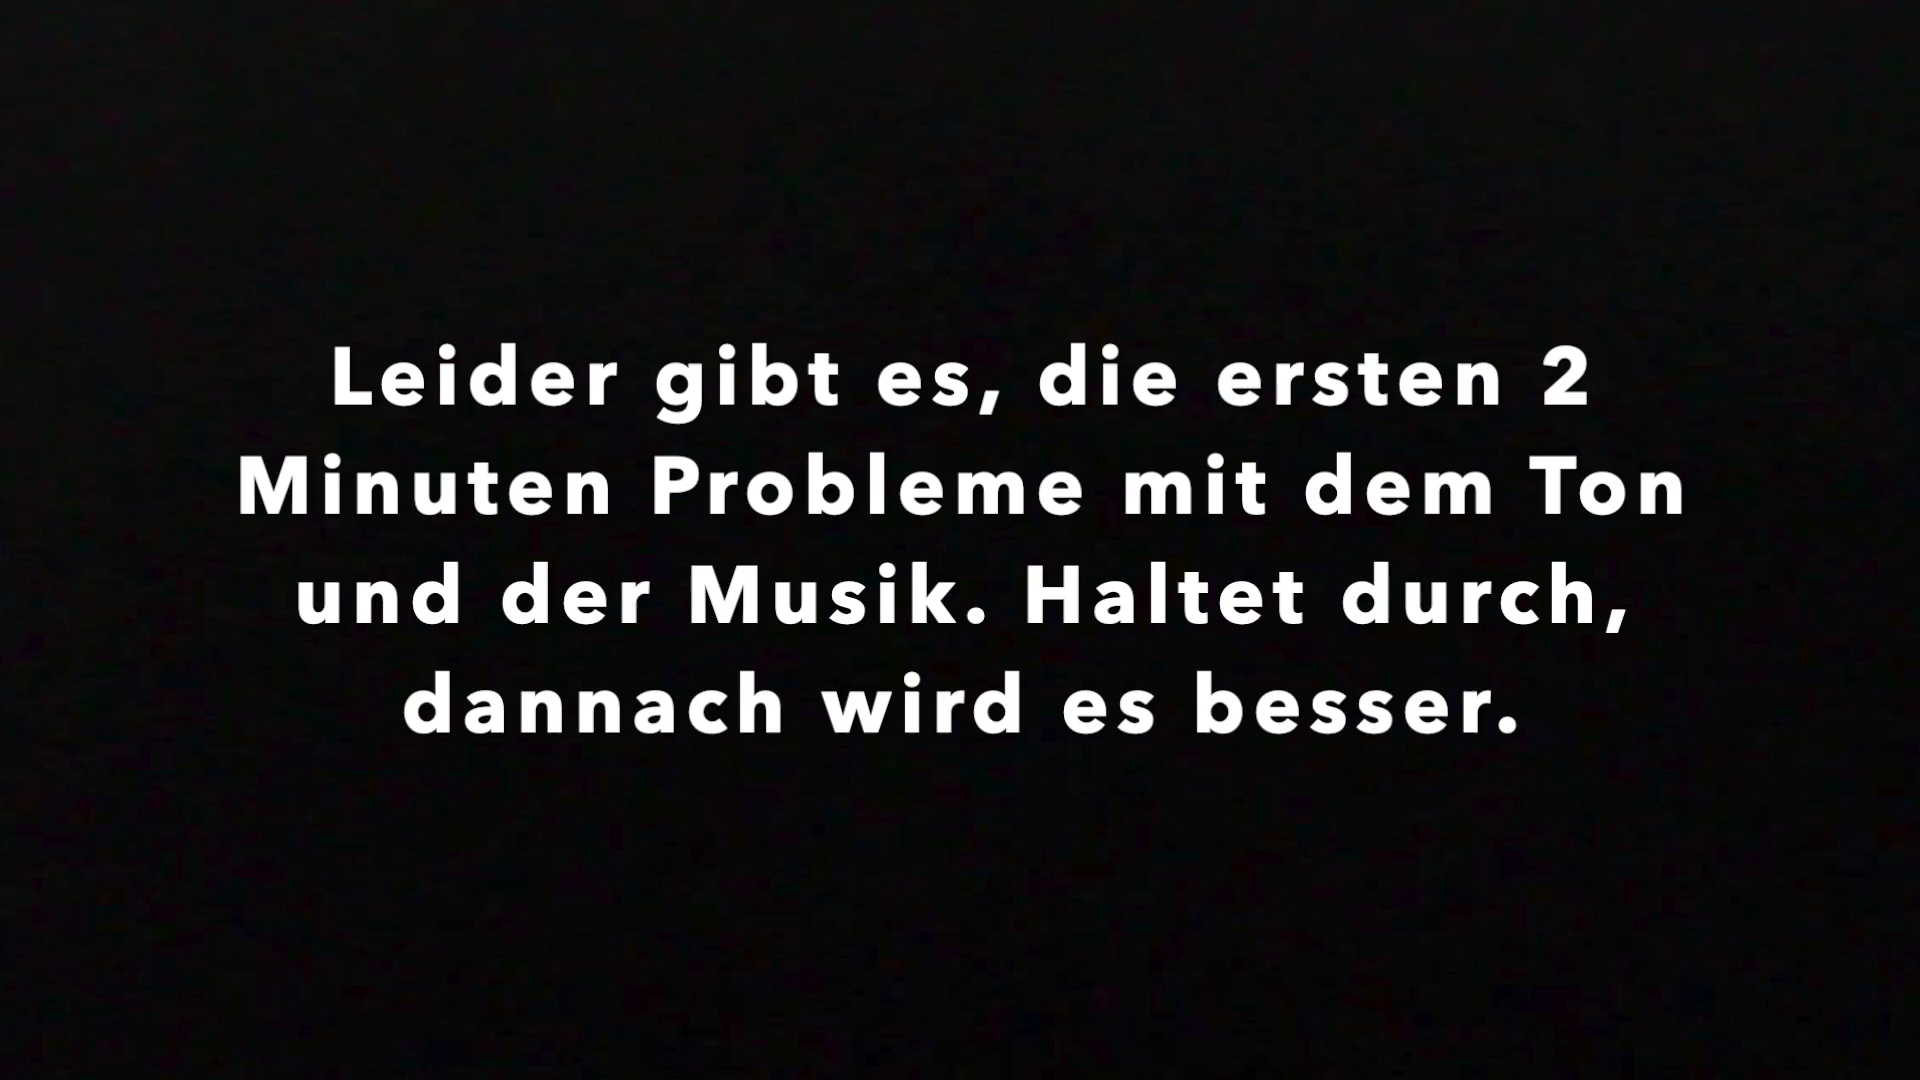 Leider gibt es, die ersten 2
Minuten Probleme mit dem Ton
und der Musik. Haltet durch,
dannach wird es besser.